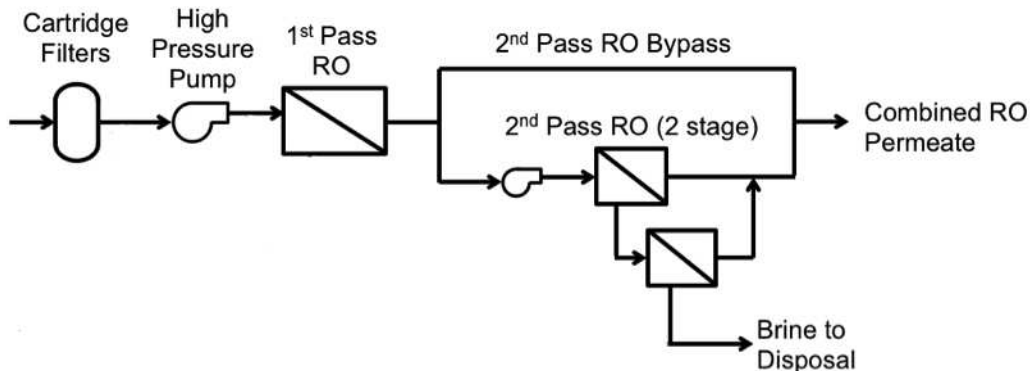 Cartridge
Filters
High
Pressure
Pump
1st Pass
RO
2nd Pass RO Bypass
2nd Pass RO (2 stage)
Combined RO
Permeate
Brine to
Disposal